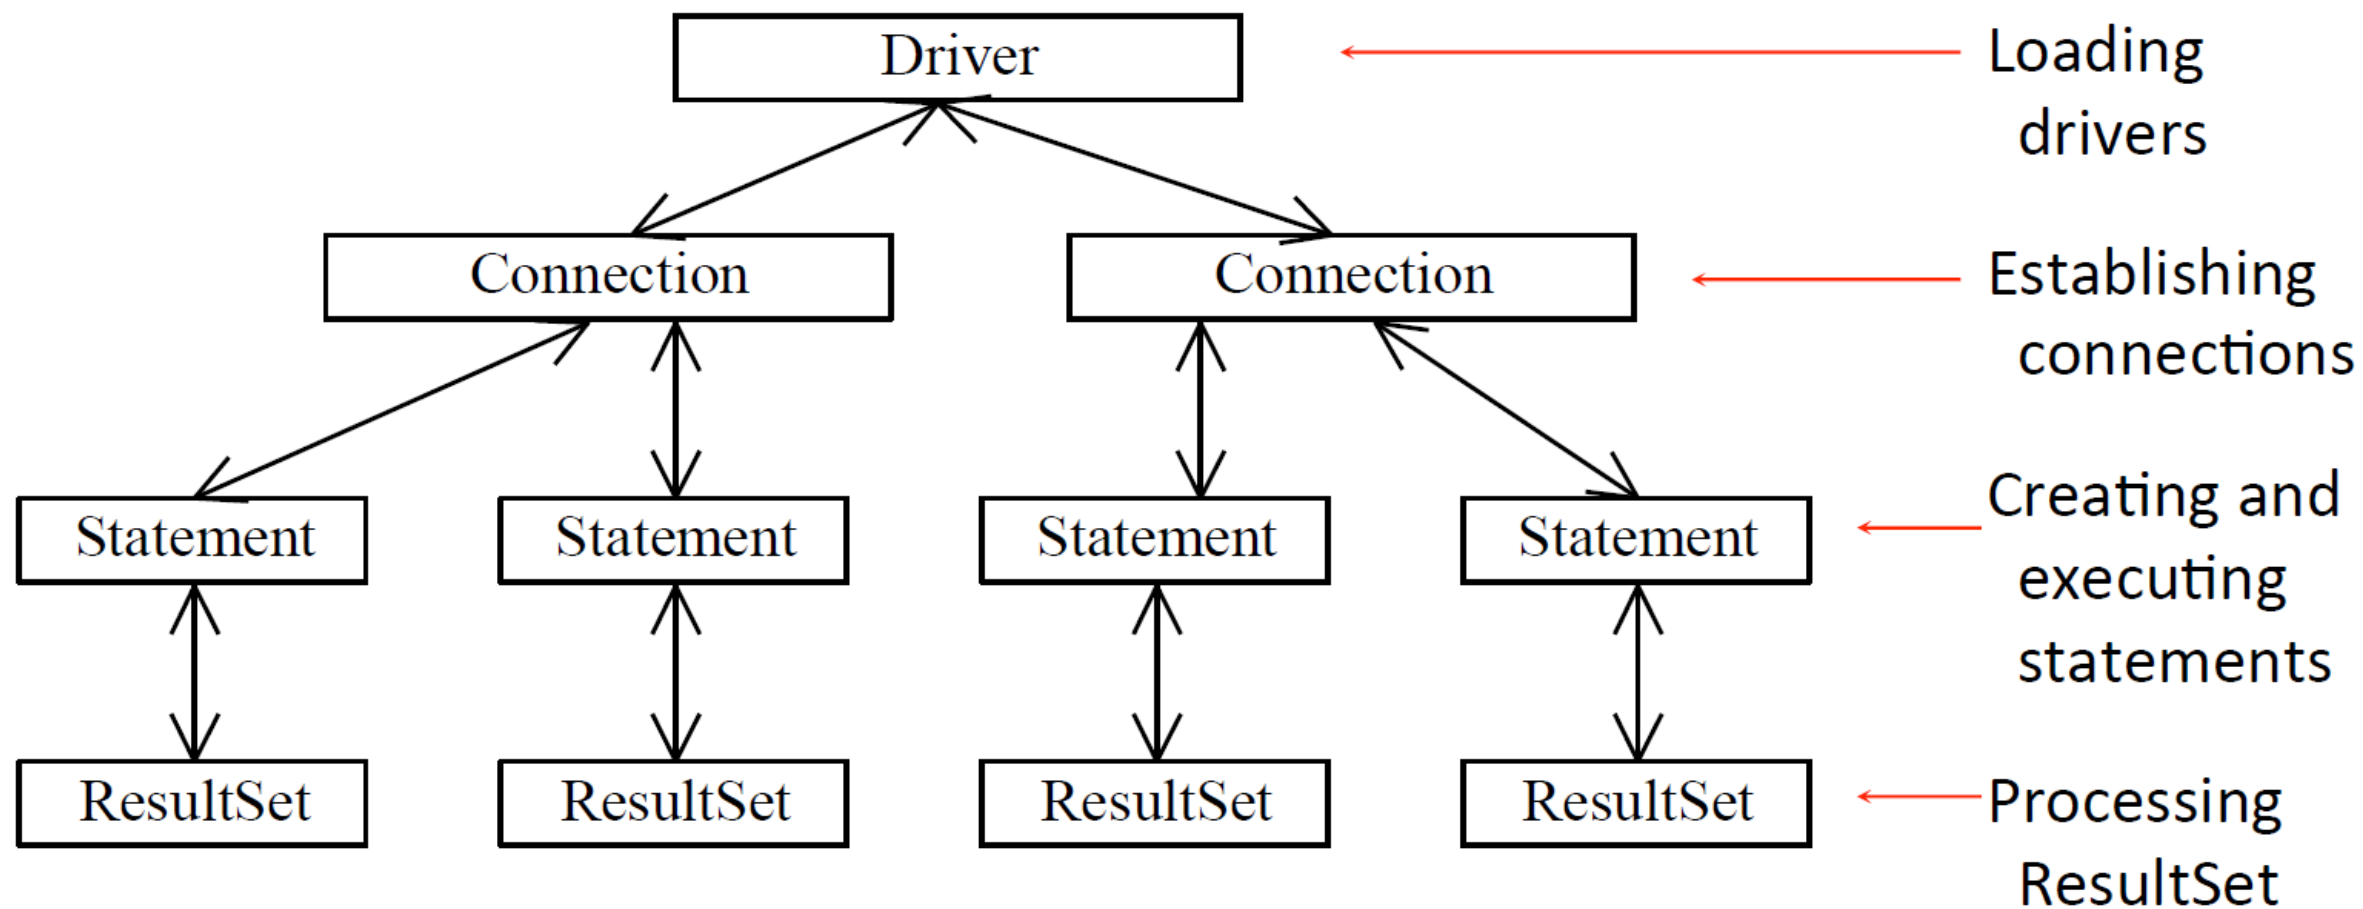 Driver
Loading
drivers
Connection
Connection
Establishing
connections
Statement
Statement
Statement
Statement
Creating and
executing
statements
ResultSet
ResultSet
ResultSet
ResultSet
Processing
ResultSet